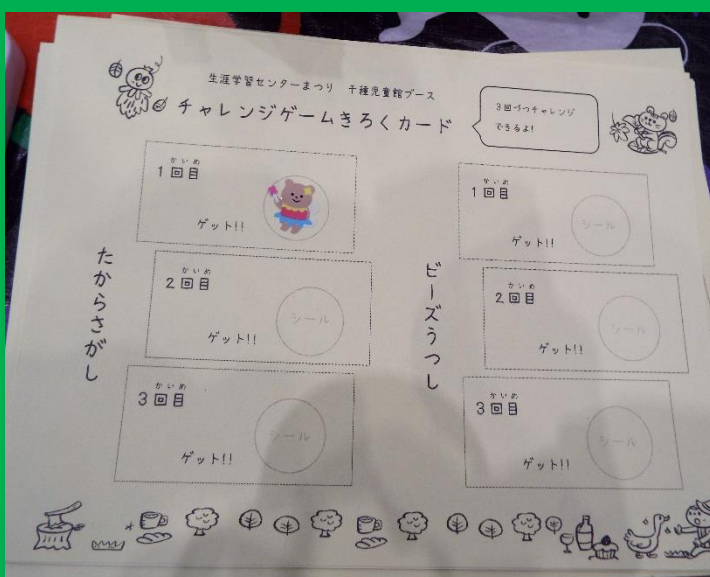 生涯学習センターまつり 千種児童館ブース
チャレンジゲームきろくカード
3回づつチャレンジ
できるよ!
たからさがし
かいめ
1回目
ゲット!!
かいめ
2回目
ゲット!!
シール
かいめ
3回目
ゲット!!
シール
ビーズうつし
かいめ
1回目
ゲット!!
シール
かいめ
2回目
ゲット!!
シール
かいめ
3回目
ゲット!!
シール